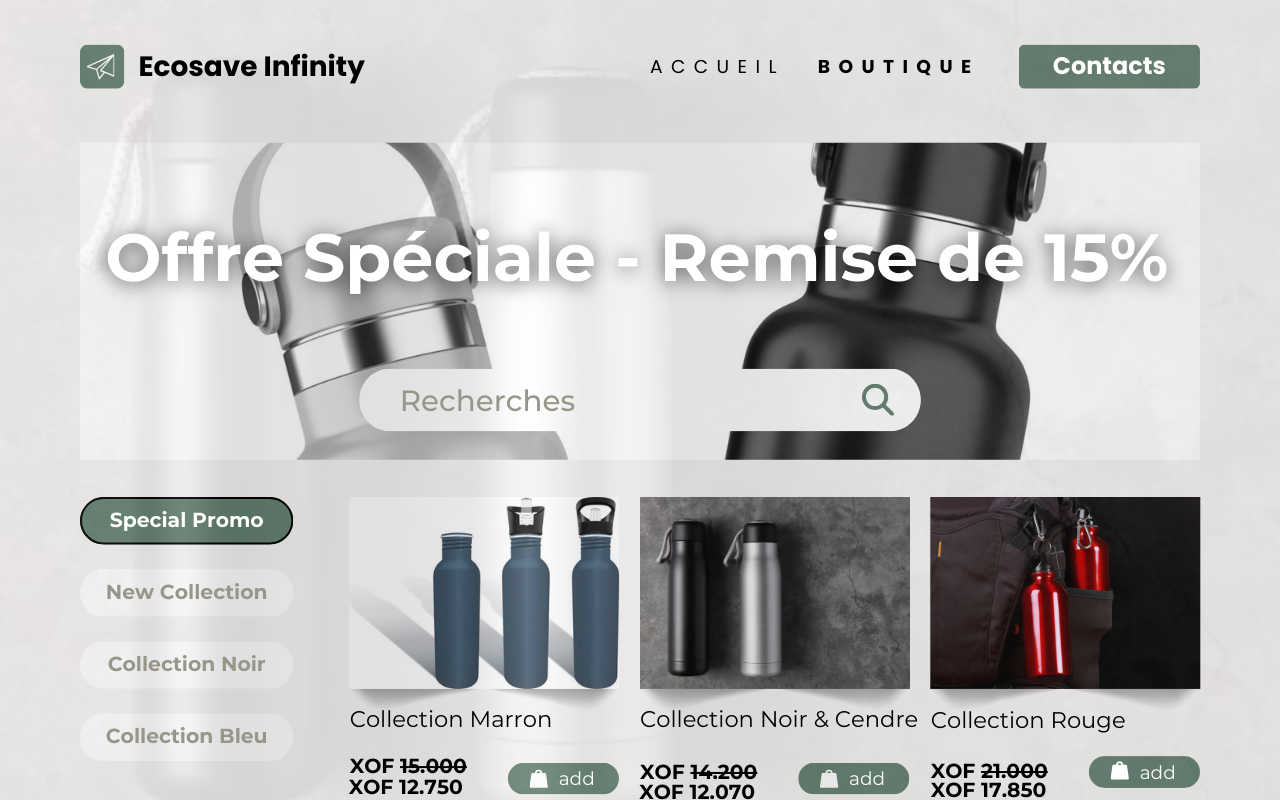 Ecosave Infinity
ACCUEIL
BOUTIQUE
Contacts
Offre Spéciale - Remise de 15%
Recherches
Special Promo
New Collection
Collection Noir
Collection Bleu
Collection Marron
XOF 15.000
XOF 12.750
add
Collection Noir & Cendre
XOF 14.200
XOF 12.070
add
Collection Rouge
XOF 21.000
XOF 17.850
add